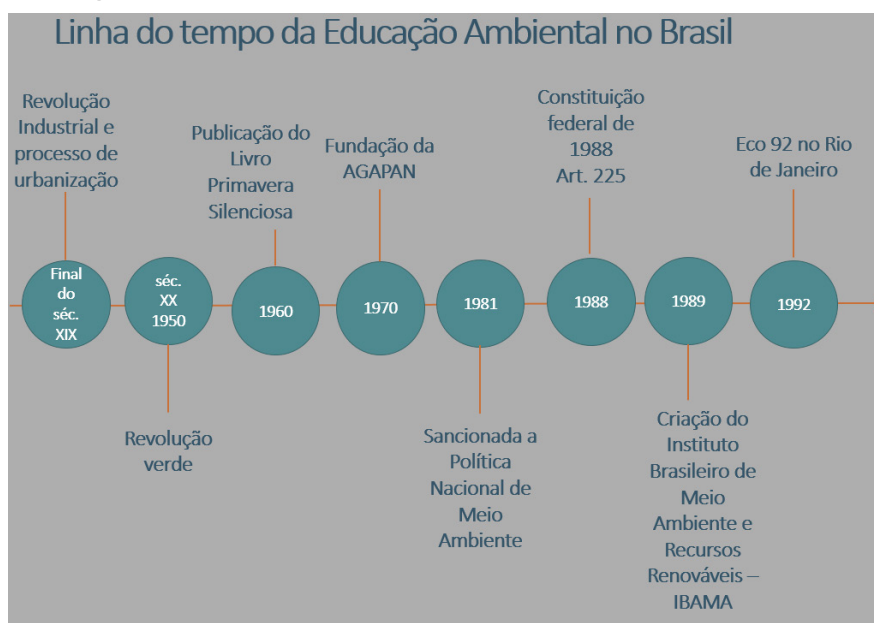 Linha do tempo da Educação Ambiental no Brasil
Revolução
Industrial e
processo de
urbanização
Publicação do
Livro
Primavera
Silenciosa
Fundação da
AGAPAN
Constituição
federal de
1988
Art. 225
Eco 92 no Rio
de Janeiro
Final
do
séc.
XIX
séc.
XX
1950
1960
1970
1981
1988
1989
1992
Revolução
verde
Sancionada a
Política
Nacional de
Meio
Ambiente
Criação do
Instituto
Brasileiro de
Meio
Ambiente e
Recursos
Renováveis –
IBAMA